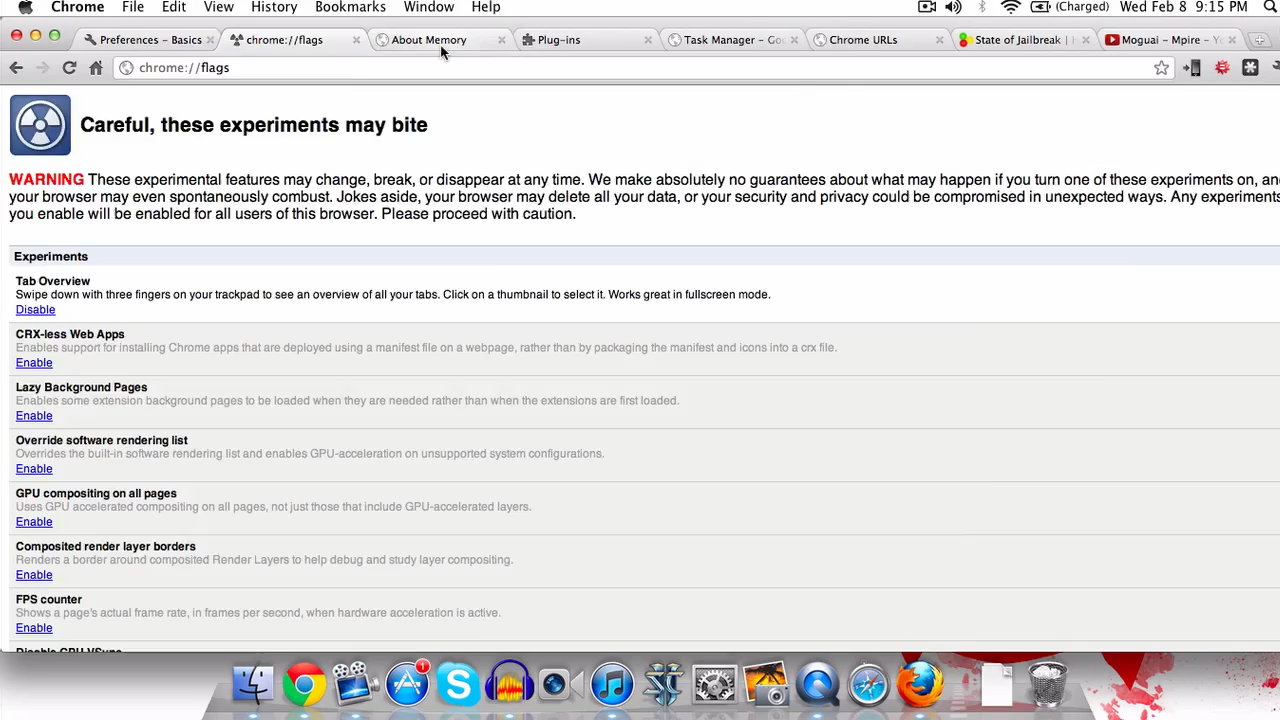 Chrome File Edit View History Bookmarks Window Help (Charged) Wed Feb 8 9:15 PM
Preferences - Basics chrome://flags About Memory Plug-ins Task Manager - Goo Chrome URLs State of Jailbreak | Moguai - Mpire - Yo
chrome://flags
Careful, these experiments may bite
WARNING These experimental features may change, break, or disappear at any time. We make absolutely no guarantees about what may happen if you turn one of these experiments on, and
your browser may even spontaneously combust. Jokes aside, your browser may delete all your data, or your security and privacy could be compromised in unexpected ways. Any experiments
you enable will be enabled for all users of this browser. Please proceed with caution.
Experiments
Tab Overview
Swipe down with three fingers on your trackpad to see an overview of all your tabs. Click on a thumbnail to select it. Works great in fullscreen mode.
Disable
CRX-less Web Apps
Enables support for installing Chrome apps that are deployed using a manifest file on a webpage, rather than by packaging the manifest and icons into a crx file.
Enable
Lazy Background Pages
Enables some extension background pages to be loaded when they are needed rather than when the extensions are first loaded.
Enable
Override software rendering list
Overrides the built-in software rendering list and enables GPU-acceleration on unsupported system configurations.
Enable
GPU compositing on all pages
Uses GPU accelerated compositing on all pages, not just those that include GPU-accelerated layers.
Enable
Composited render layer borders
Renders a border around composited Render Layers to help debug and study layer compositing.
Enable
FPS counter
Shows a page's actual frame rate, in frames per second, when hardware acceleration is active.
Enable
Disable GPU VSync
1